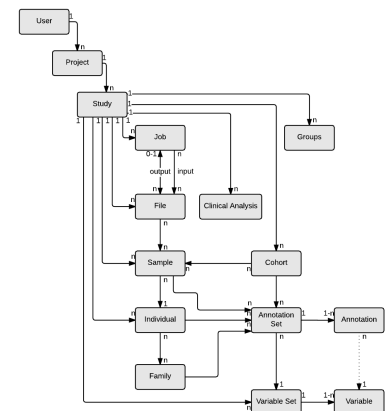 User
1
n
Project
1
n
Study
1
1
1
1 1 1 1 1
n
n
Job
Groups
0-1 n
output input
n n n
n
File
Clinical Analysis
n
n
n n
Sample
Cohort
n n n
n
1 n
n Individual n Annotation Set 1 1-n Annotation
n
n n
n
Family
1 1
Variable Set 1 1-n Variable
n